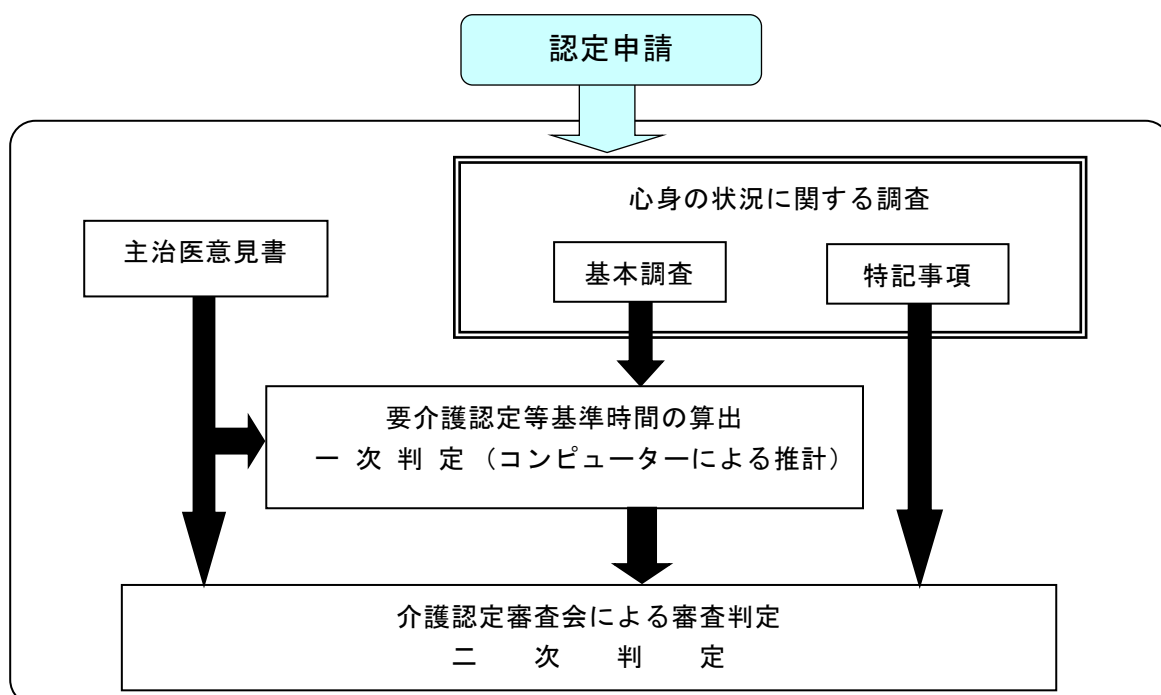 認定申請
心身の状況に関する調査
主治医意見書
基本調査
特記事項
要介護認定等基準時間の算出
一 次 判 定 （コンピューターによる推計）
介護認定審査会による審査判定
二 次 判 定